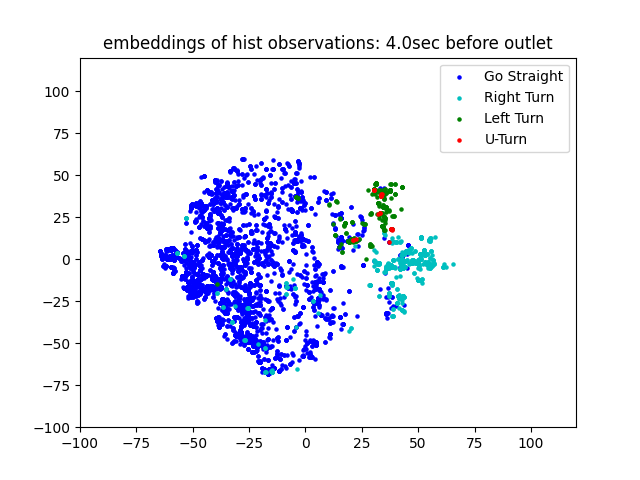 embeddings of hist observations: 4.0sec before outlet
Go Straight
Right Turn
Left Turn
U-Turn
100
75
50
25
0
−25
−50
−75
−100
−100 −75 −50 −25 0 25 50 75 100